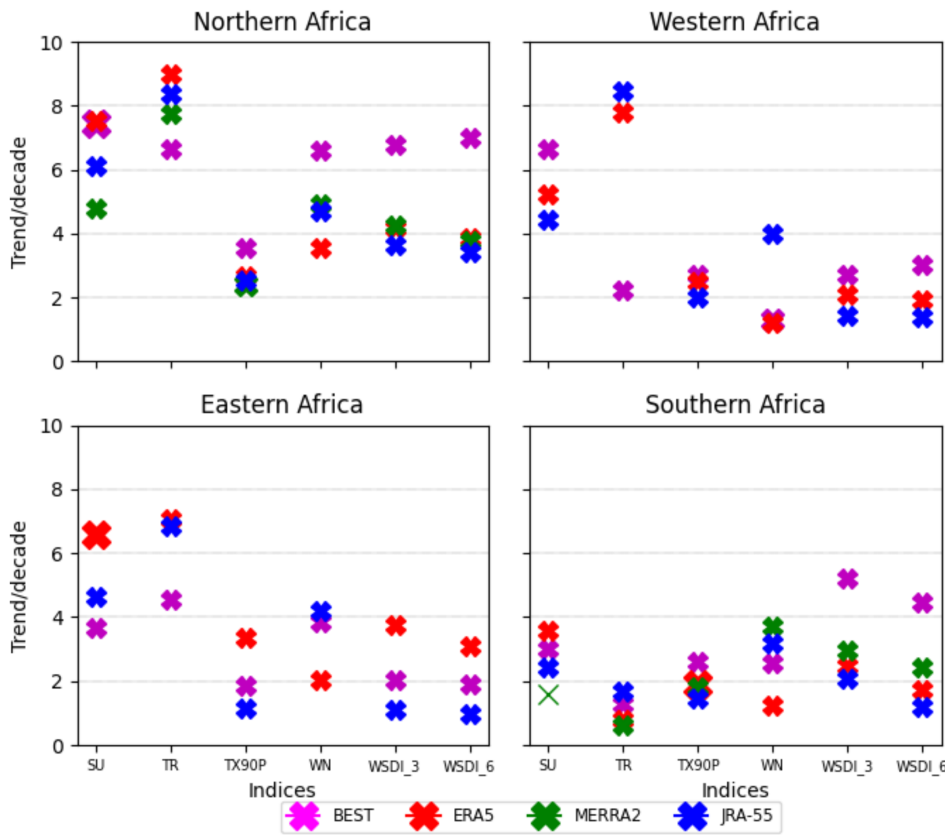 Northern Africa
Western Africa
Trend/decade
10
8
6
4
2
0
Eastern Africa
Southern Africa
Trend/decade
10
8
6
4
2
0
SU TR TX90P WN WSDI_3 WSDI_6
SU TR TX90P WN WSDI_3 WSDI_6
Indices
Indices
BEST ERA5 MERRA2 JRA-55